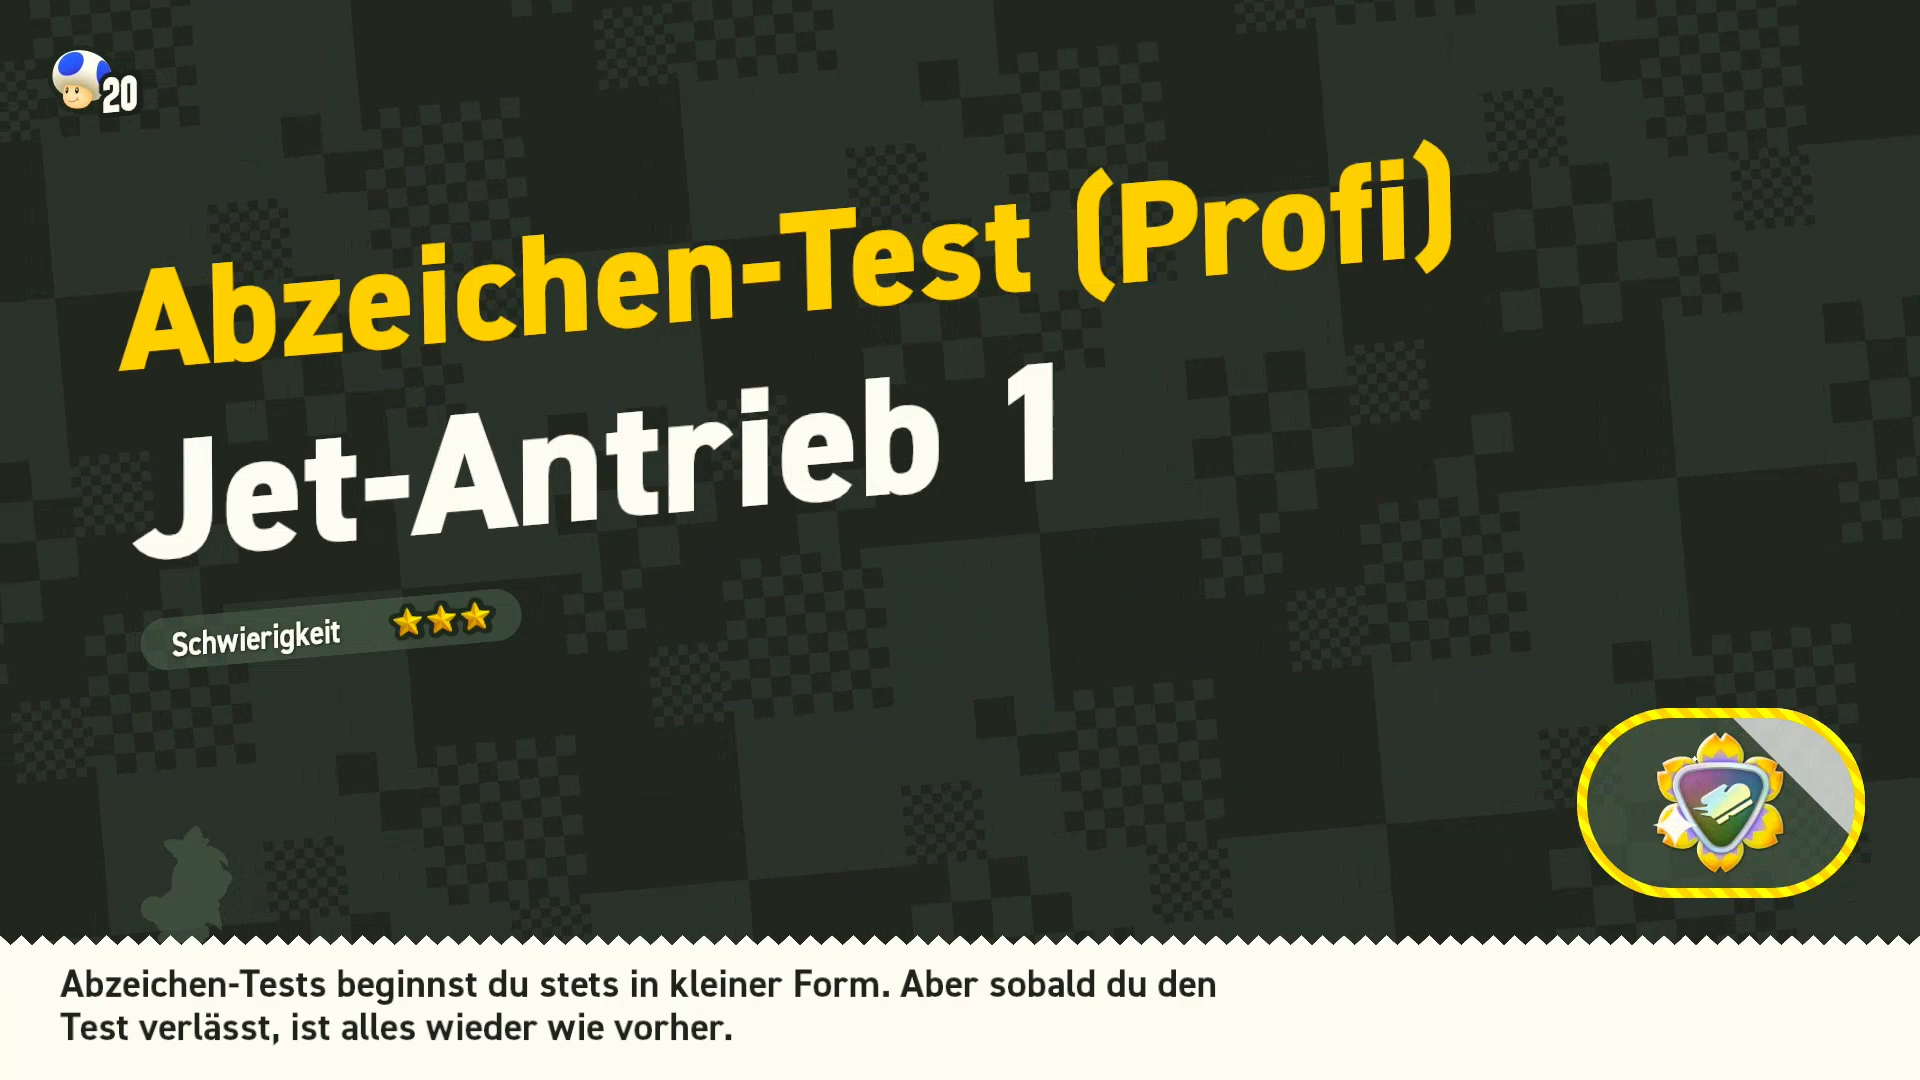 20
Abzeichen-Test (Profi)
Jet-Antrieb 1
Schwierigkeit
Abzeichen-Tests beginnst du stets in kleiner Form. Aber sobald du den
Test verlässt, ist alles wieder wie vorher.